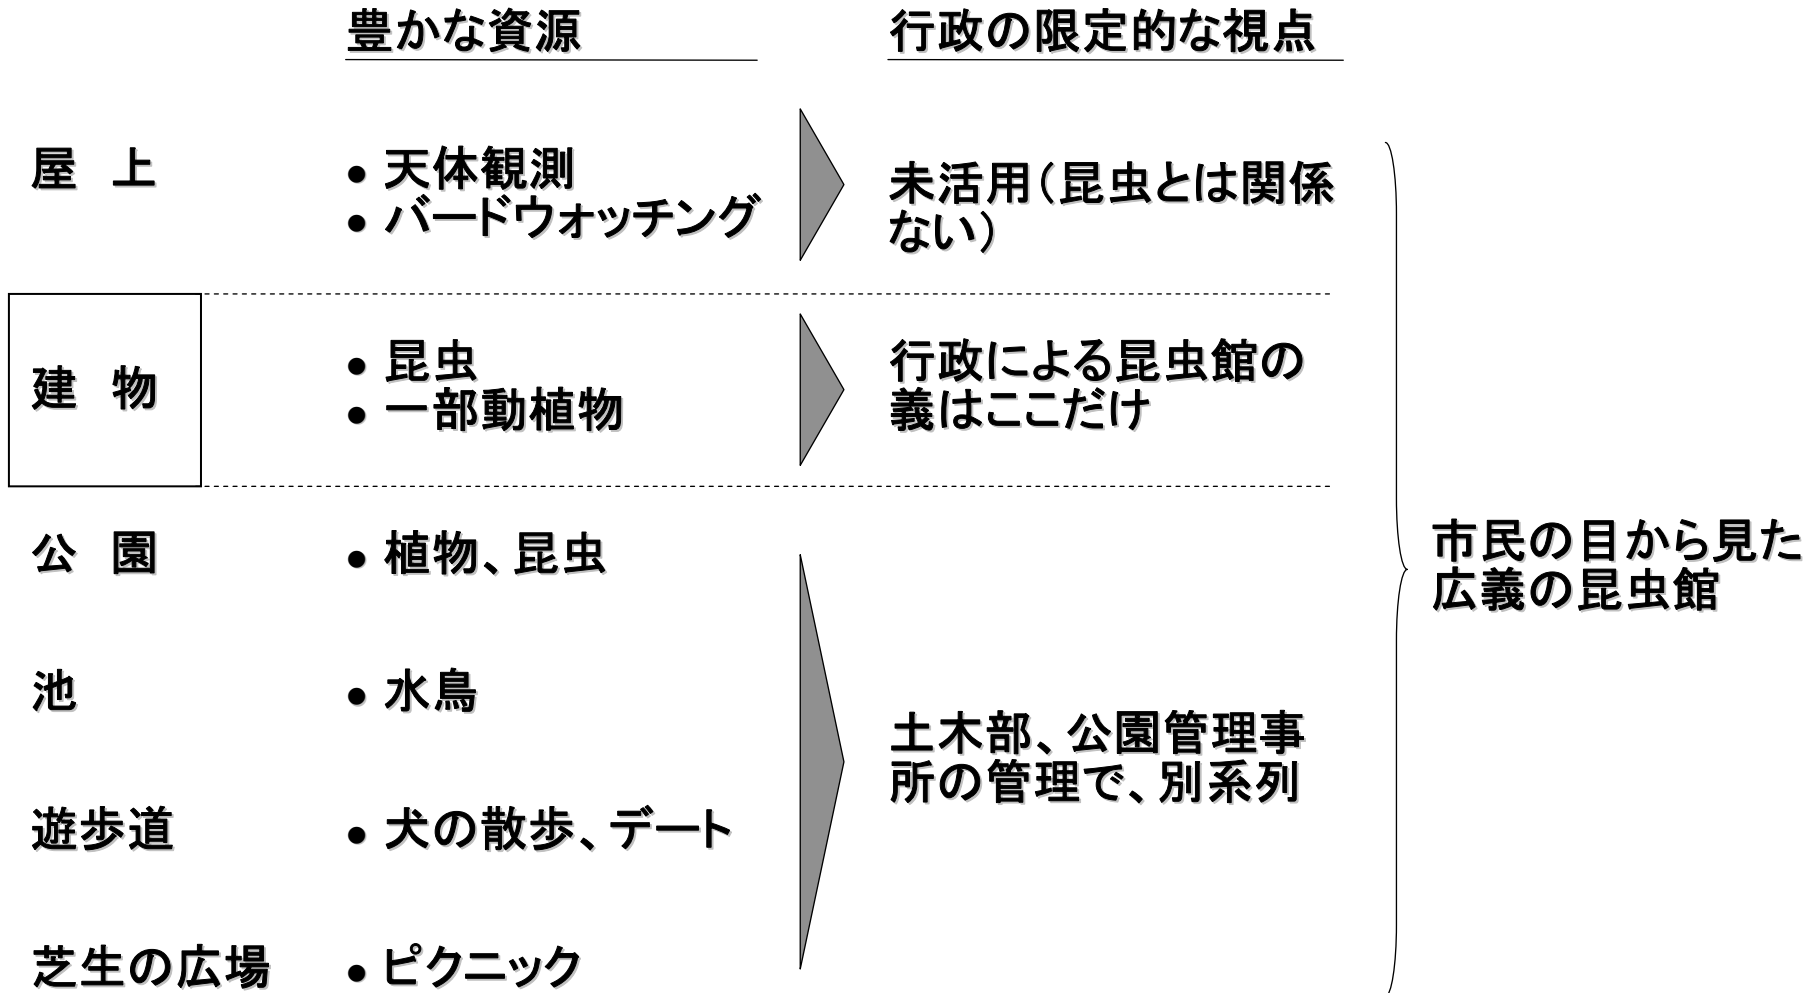 豊かな資源
行政の限定的な視点
屋　上
● 天体観測
● バードウォッチング
未活用（昆虫とは関係
ない）
建　物
● 昆虫
● 一部動植物
行政による昆虫館の
義はここだけ
公　園
● 植物、昆虫
池
● 水鳥
土木部、公園管理事
所の管理で、別系列
遊歩道
● 犬の散歩、デート
芝生の広場
● ピクニック
市民の目から見た
広義の昆虫館